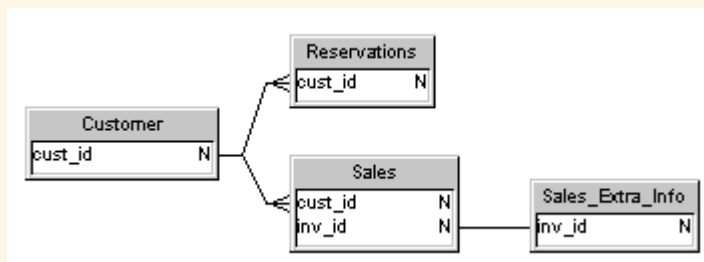 Reservations
cust_id N
Customer
cust_id N
Sales
cust_id N
inv_id N
Sales_Extra_Info
inv_id N